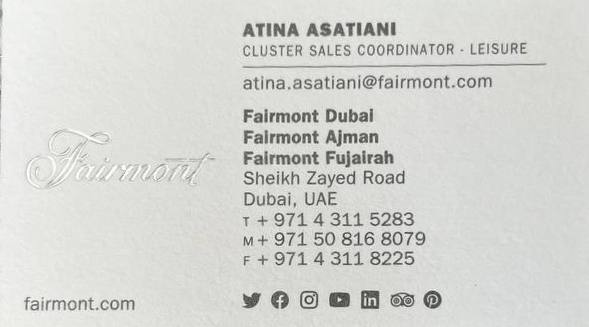 ATINA ASATIANI
CLUSTER SALES COORDINATOR - LEISURE
atina.asatiani@fairmont.com
Fairmont Dubai
Fairmont Ajman
Fairmont Fujairah
Sheikh Zayed Road
Dubai, UAE
T + 971 4 311 5283
M + 971 50 816 8079
F + 971 4 311 8225
Fairmont
fairmont.com